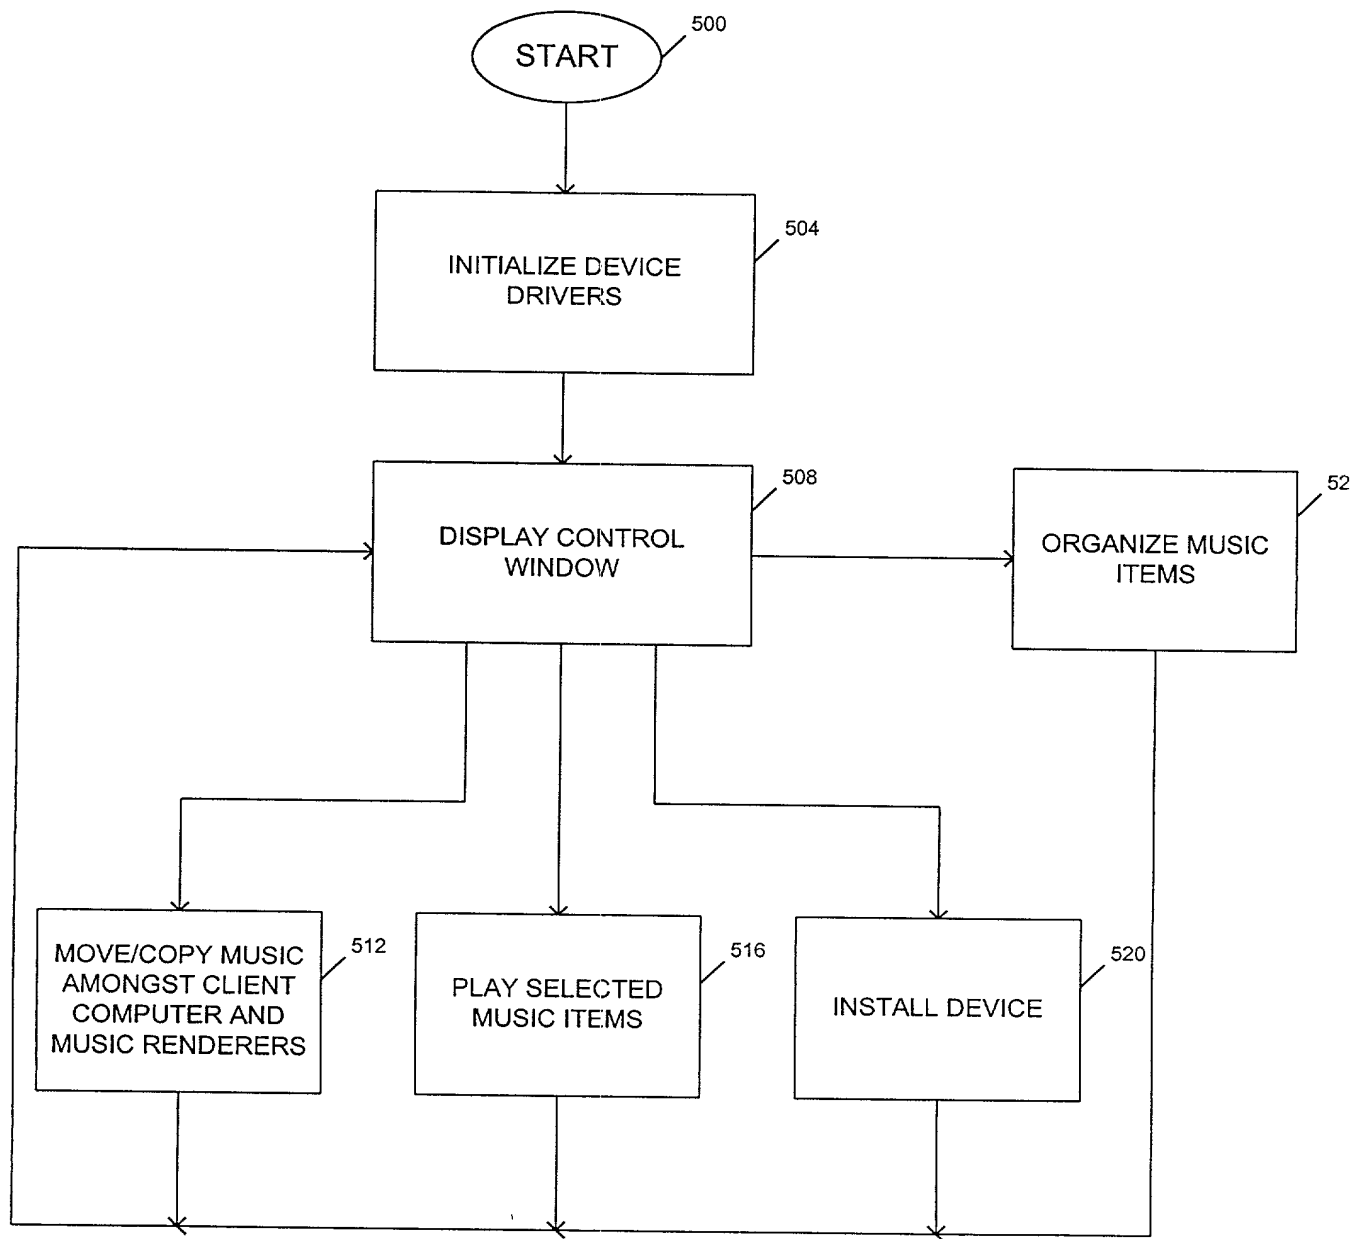 START
500
INITIALIZE DEVICE
DRIVERS
504
DISPLAY CONTROL
WINDOW
508
ORGANIZE MUSIC
ITEMS
52
MOVE/COPY MUSIC
AMONGST CLIENT
COMPUTER AND
MUSIC RENDERERS
512
PLAY SELECTED
MUSIC ITEMS
516
INSTALL DEVICE
520